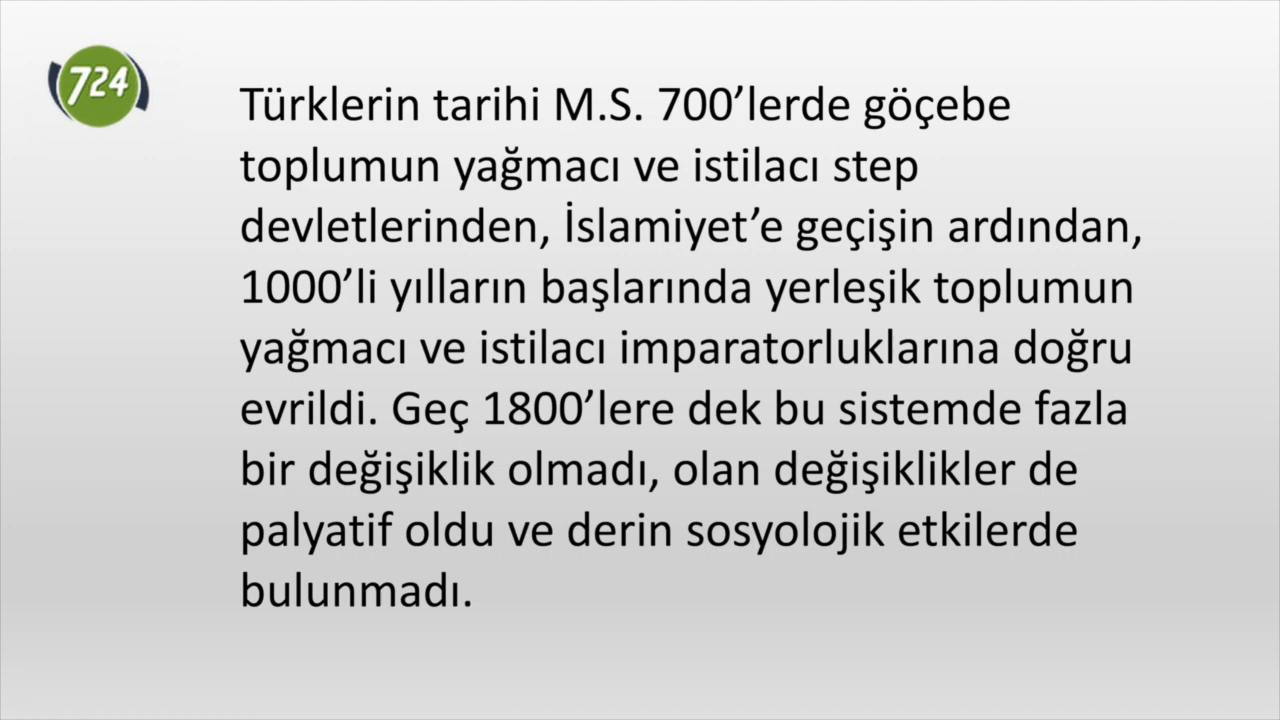 724
Türklerin tarihi M.S. 700’lerde göçebe
toplumun yağmacı ve istilacı step
devletlerinden, İslamiyet’e geçişin ardından,
1000’li yılların başlarında yerleşik toplumun
yağmacı ve istilacı imparatorluklarına doğru
evrildi. Geç 1800’lere dek bu sistemde fazla
bir değişiklik olmadı, olan değişiklikler de
palyatif oldu ve derin sosyolojik etkilerde
bulunmadı.